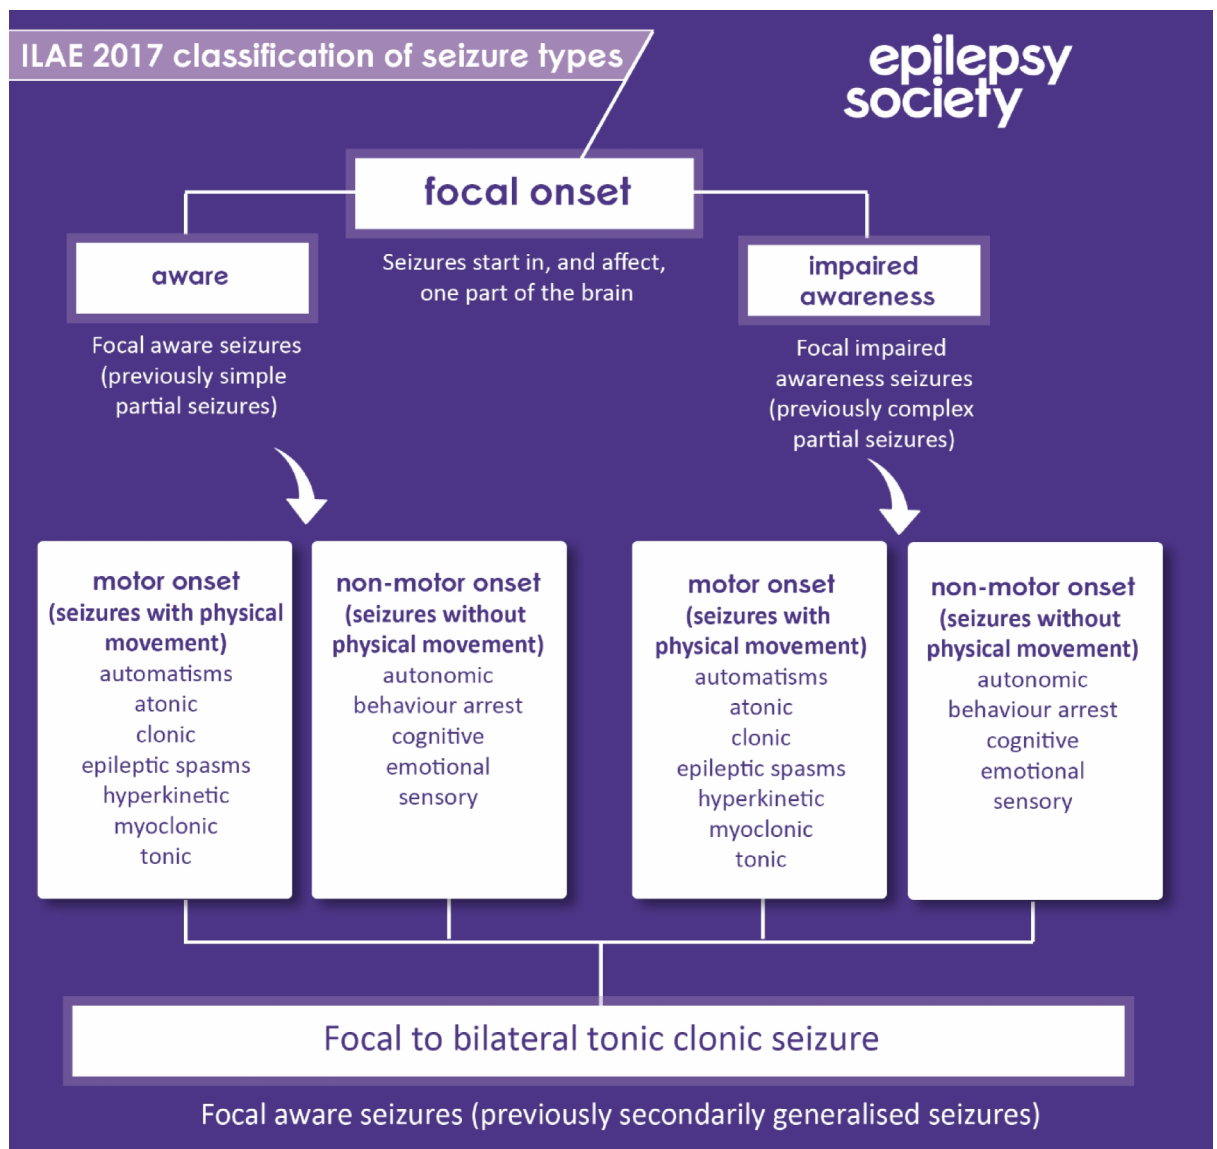 ILAE 2017 classification of seizure types
epilepsy
society
focal onset
Seizures start in, and affect,
one part of the brain
aware
Focal aware seizures
(previously simple
partial seizures)
impaired
awareness
Focal impaired
awareness seizures
(previously complex
partial seizures)
motor onset
(seizures with physical
movement)
automatisms
atonic
clonic
epileptic spasms
hyperkinetic
myoclonic
tonic
non-motor onset
(seizures without
physical movement)
autonomic
behaviour arrest
cognitive
emotional
sensory
motor onset
(seizures with
physical movement)
automatisms
atonic
clonic
epileptic spasms
hyperkinetic
myoclonic
tonic
non-motor onset
(seizures without
physical movement)
autonomic
behaviour arrest
cognitive
emotional
sensory
Focal to bilateral tonic clonic seizure
Focal aware seizures (previously secondarily generalised seizures)